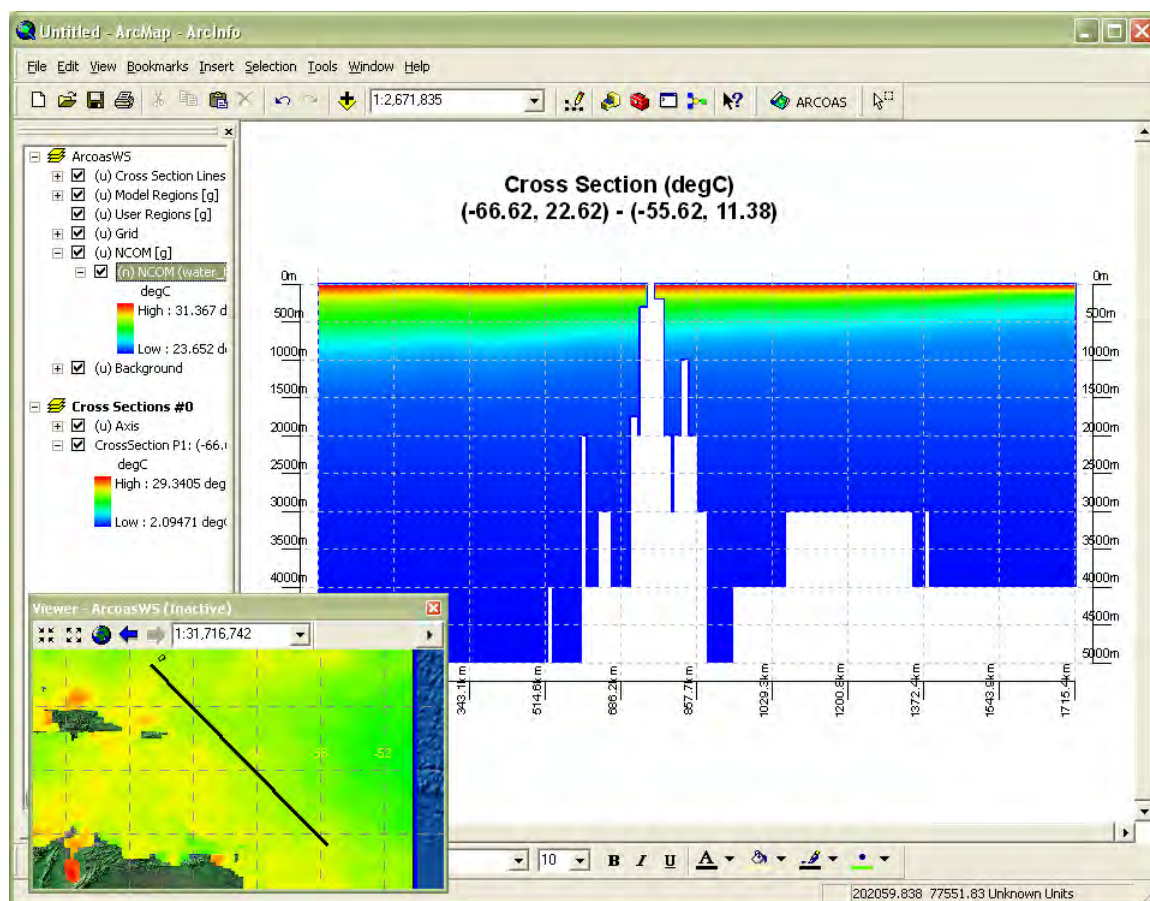 Untitled - ArcMap - ArcInfo
File Edit View Bookmarks Insert Selection Tools Window Help
1:2,671,835
ARCOAS
ArcoasWS
(u) Cross Section Lines
(u) Model Regions [g]
(u) User Regions [g]
(u) Grid
(u) NCOM [g]
(n) NCOM (water_t
degC
High : 31.367 d
Low : 23.652 de
(u) Background
Cross Sections #0
(u) Axis
CrossSection P1: (-66.
degC
High : 29.3405 deg
Low : 2.09471 deg
Cross Section (degC)
(-66.62, 22.62) - (-55.62, 11.38)
0m 0m
500m 500m
1000m 1000m
1500m 1500m
2000m 2000m
2500m 2500m
3000m 3000m
3500m 3500m
4000m 4000m
4500m
5000m
343.1km 514.6km 686.2km 857.7km 1029.3km 1200.8km 1372.4km 1543.9km 1715.4km
Viewer - ArcoasWS (Inactive)
1:31,716,742
-56 -52
10 B I U A
202059.838 77551.83 Unknown Units